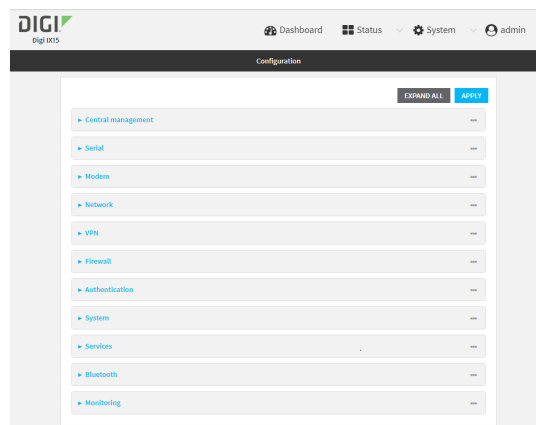 DIGI
Digi IX15
Dashboard Status System admin
Configuration
EXPAND ALL APPLY
Central management
Serial
Modem
Network
VPN
Firewall
Authentication
System
Services
Bluetooth
Monitoring